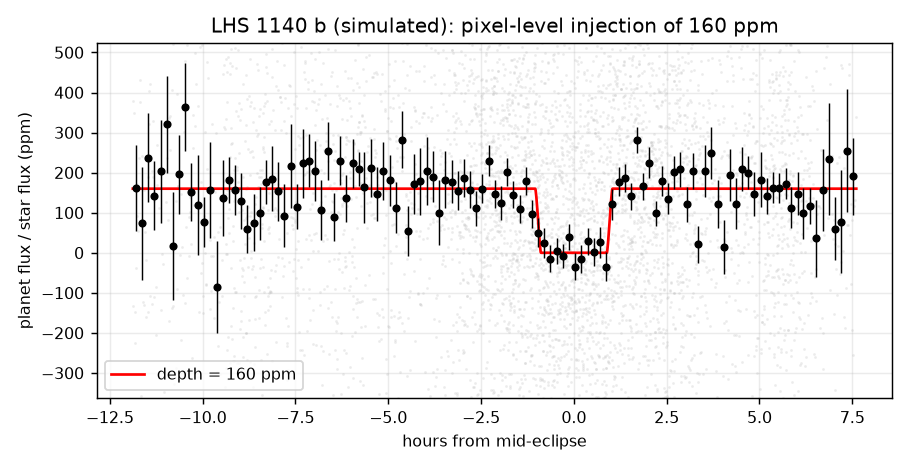 LHS 1140 b (simulated): pixel-level injection of 160 ppm
planet flux / star flux (ppm)
500
400
300
200
100
0
−100
−200
−300
depth = 160 ppm
−12.5 −10.0 −7.5 −5.0 −2.5 0.0 2.5 5.0 7.5
hours from mid-eclipse